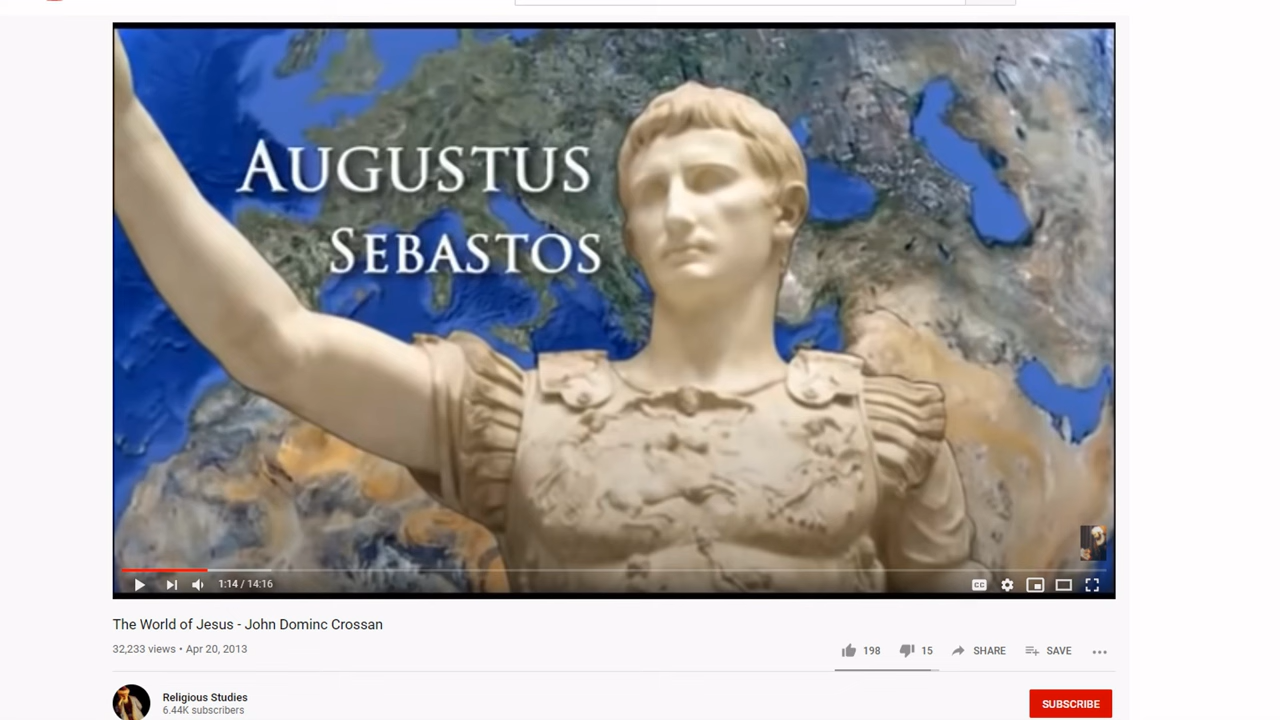 AUGUSTUS
SEBASTOS
1:14 / 14:16
CC
The World of Jesus - John Dominc Crossan
32,233 views • Apr 20, 2013
198
15
SHARE
SAVE
Religious Studies
6.44K subscribers
SUBSCRIBE